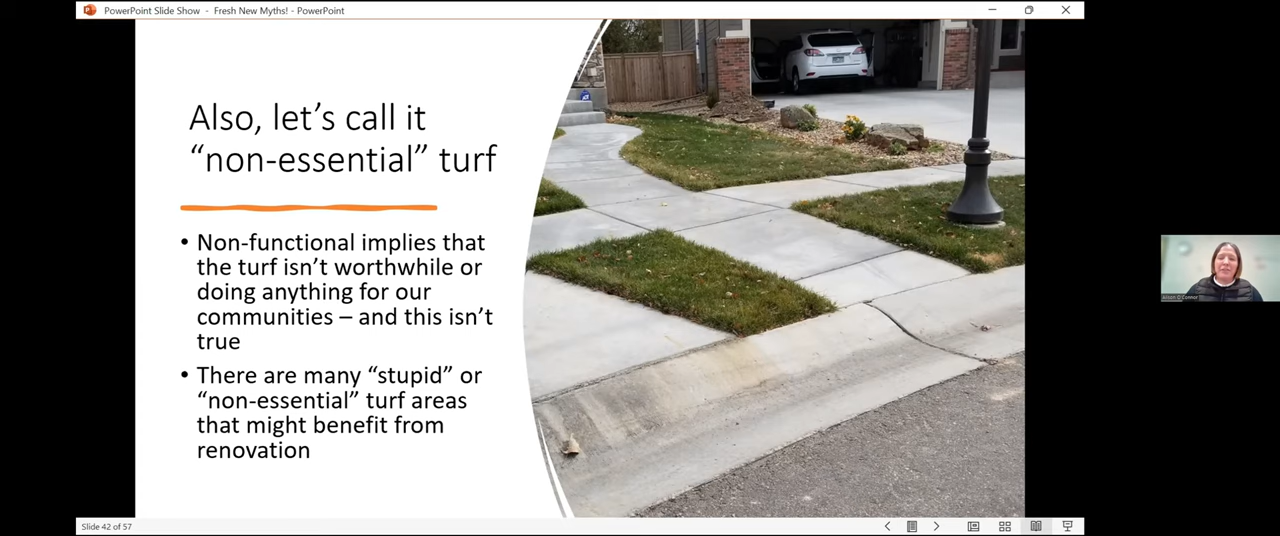 PowerPoint Slide Show - Fresh New Myths! - PowerPoint
Also, let’s call it
“non-essential” turf
• Non-functional implies that
the turf isn’t worthwhile or
doing anything for our
communities – and this isn’t
true
• There are many “stupid” or
“non-essential” turf areas
that might benefit from
renovation
Alison O'Connor
Slide 42 of 57